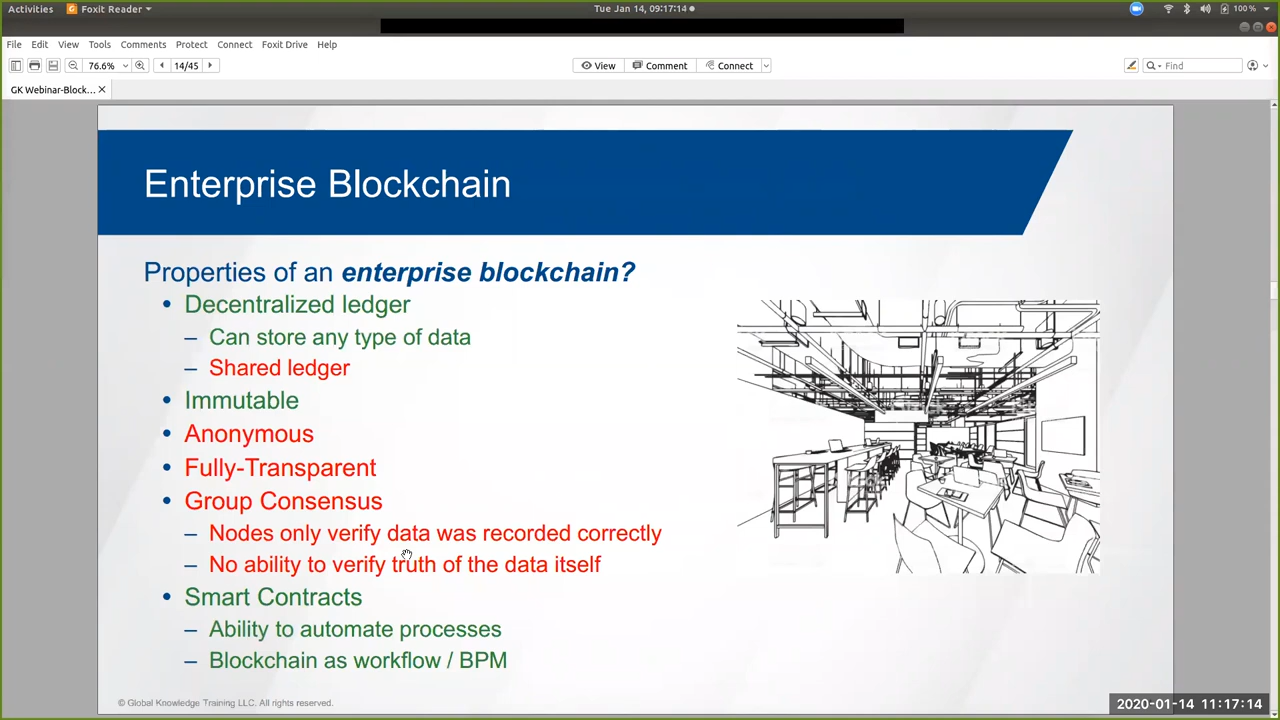 Activities Foxit Reader Tue Jan 14, 09:17:14 100%
File Edit View Tools Comments Protect Connect Foxit Drive Help
76.6% 14/45 View Comment Connect Find
GK Webinar-Block...
Enterprise Blockchain
Properties of an enterprise blockchain?
• Decentralized ledger
– Can store any type of data
– Shared ledger
• Immutable
• Anonymous
• Fully-Transparent
• Group Consensus
– Nodes only verify data was recorded correctly
– No ability to verify truth of the data itself
• Smart Contracts
– Ability to automate processes
– Blockchain as workflow / BPM
© Global Knowledge Training LLC. All rights reserved.
2020-01-14 11:17:14